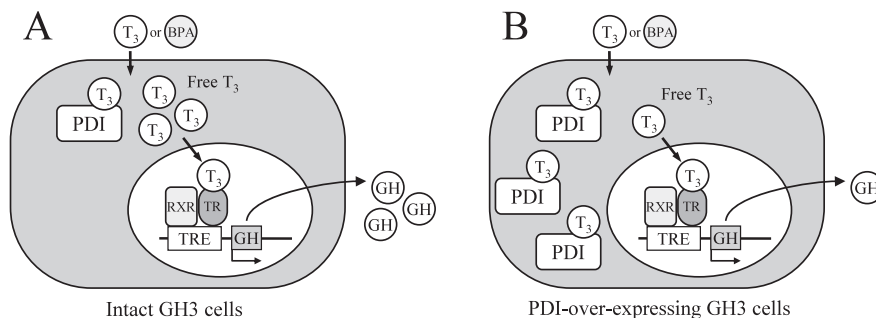 A
T3 or BPA
Free T3
T3
T3
T3
T3
PDI
T3
RXR
TR
TRE
GH
GH
GH
GH
Intact GH3 cells
B
T3 or BPA
Free T3
T3
PDI
T3
T3
PDI
T3
RXR
TR
TRE
GH
GH
T3
PDI
PDI-over-expressing GH3 cells